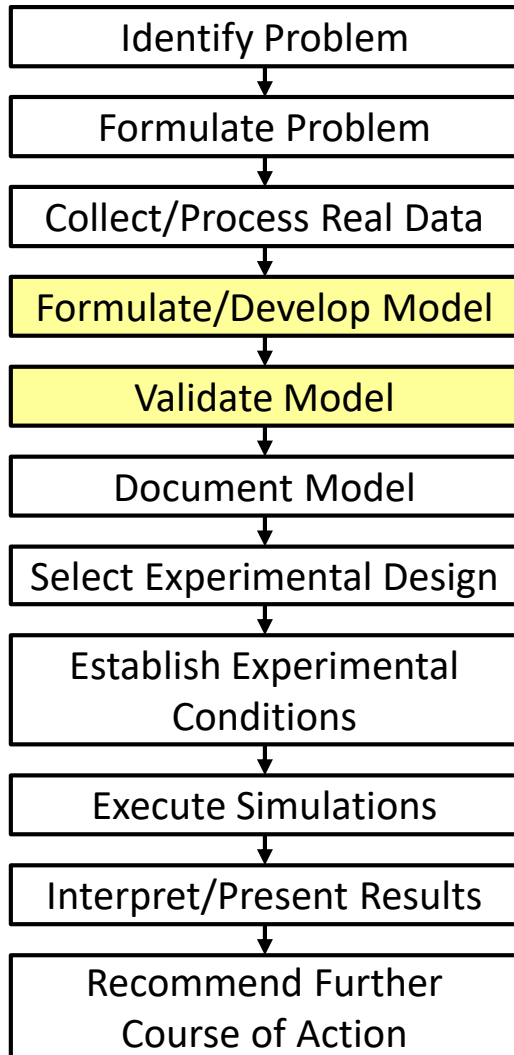 Identify Problem
Formulate Problem
Collect/Process Real Data
Formulate/Develop Model
Validate Model
Document Model
Select Experimental Design
Establish Experimental
Conditions
Execute Simulations
Interpret/Present Results
Recommend Further
Course of Action